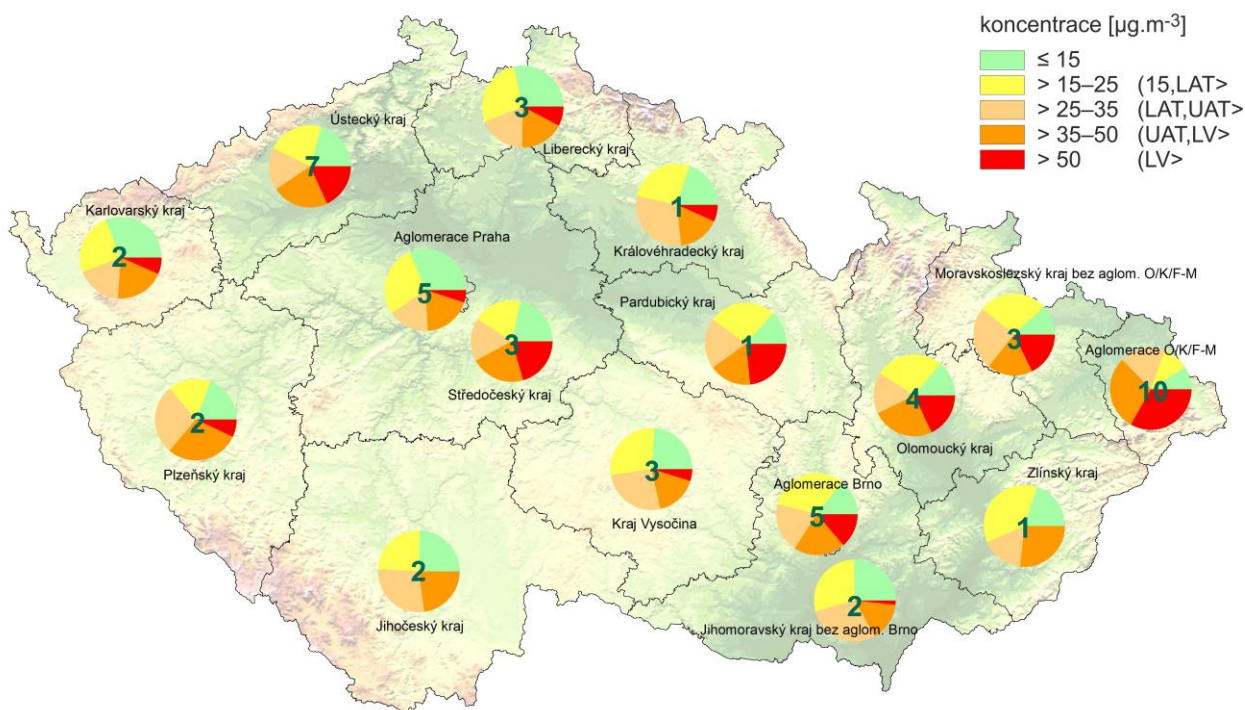 koncentrace [µg.m-3]
≤ 15
> 15–25 (15,LAT>
> 25–35 (LAT,UAT>
> 35–50 (UAT,LV>
> 50 (LV>
3
Ústecký kraj
Liberecký kraj
7
Karlovarský kraj
1
Aglomerace Praha
Královéhradecký kraj
2
Moravskoslezský kraj bez aglom. O/K/F-M
5
Pardubický kraj
3
1
3
Aglomerace O/K/F-M
Středočeský kraj
4
10
2
Olomoucký kraj
Plzeňský kraj
3
Zlínský kraj
Aglomerace Brno
5
Kraj Vysočina
1
2
2
Jihočeský kraj
Jihomoravský kraj bez aglom. Brno